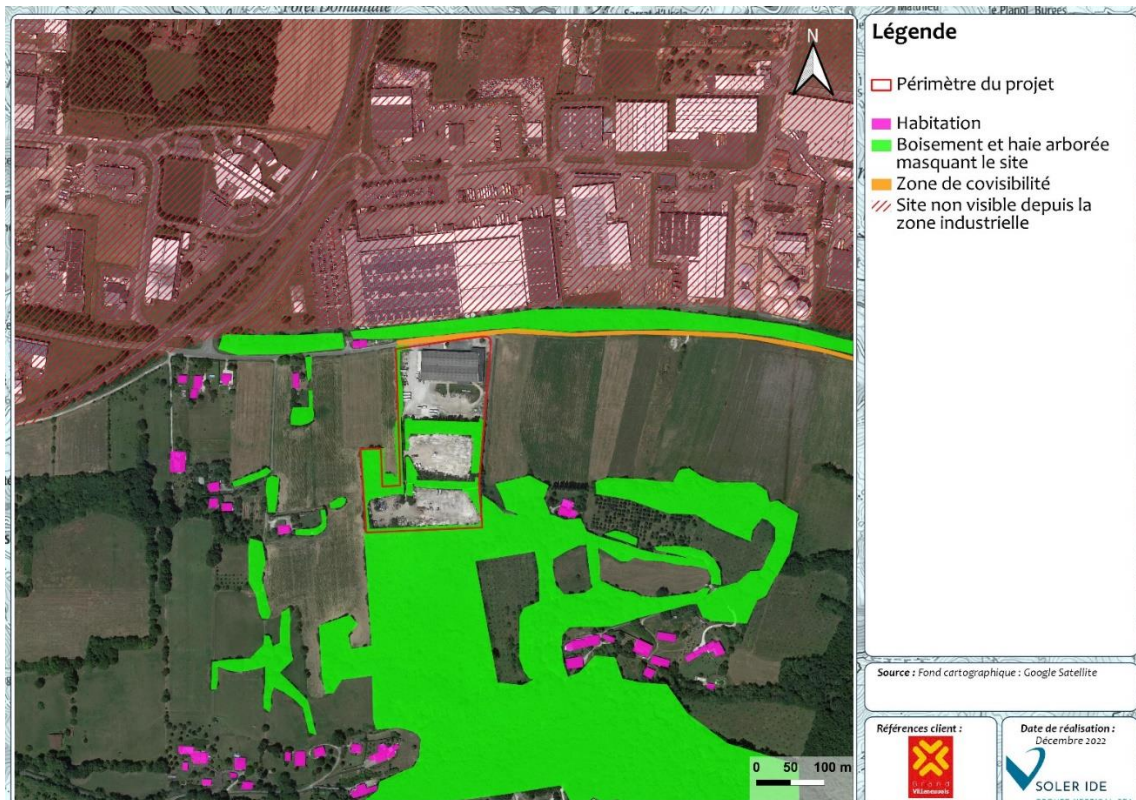 Légende
N
Périmètre du projet
Habitation
Boisement et haie arborée
masquant le site
Zone de covisibilité
Site non visible depuis la
zone industrielle
Source : Fond cartographique : Google Satellite
0 50 100 m
Références client :
Grand
Villeneuvois
Date de réalisation :
Décembre 2022
SOLER IDE